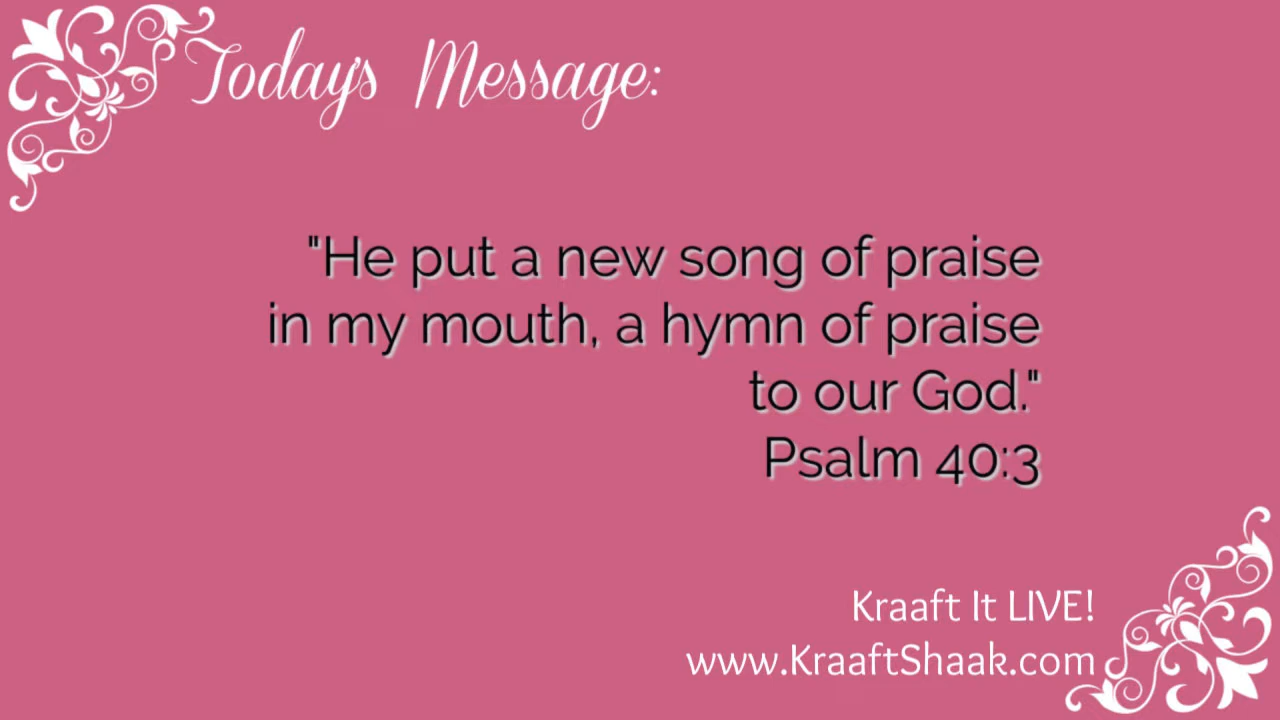 Today's Message:
"He put a new song of praise
in my mouth, a hymn of praise
to our God."
Psalm 40:3
Kraaft It LIVE!
www.KraaftShaak.com